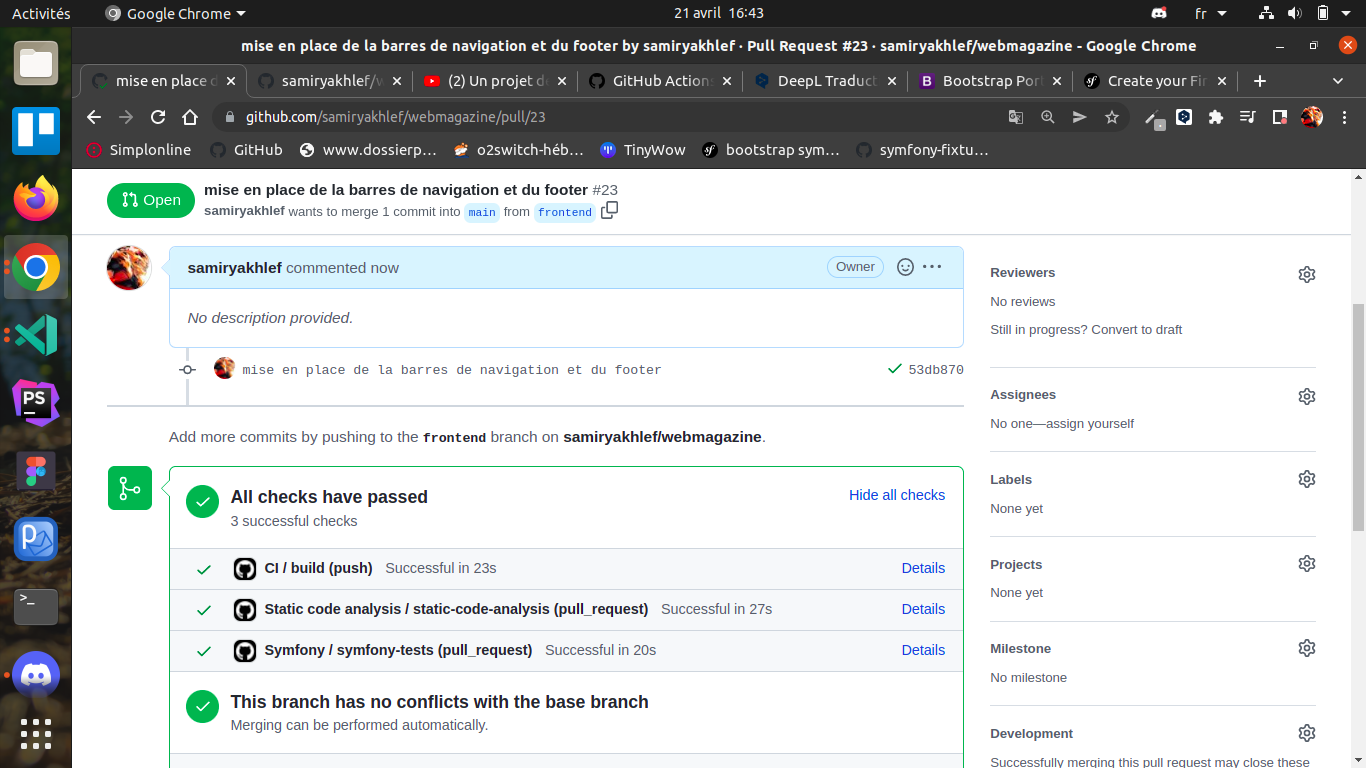 Activités Google Chrome 21 avril 16:43 fr
mise en place de la barres de navigation et du footer by samiryakhlef · Pull Request #23 · samiryakhlef/webmagazine - Google Chrome
mise en place d samiryakhlef/w (2) Un projet de GitHub Actions DeepL Traduct Bootstrap Port Create your Fir
github.com/samiryakhlef/webmagazine/pull/23
Simplonline GitHub www.dossierp… o2switch-héb… TinyWow bootstrap sym… symfony-fixtu…
Open mise en place de la barres de navigation et du footer #23
samiryakhlef wants to merge 1 commit into main from frontend
samiryakhlef commented now Owner
No description provided.
mise en place de la barres de navigation et du footer 53db870
Add more commits by pushing to the frontend branch on samiryakhlef/webmagazine.
All checks have passed Hide all checks
3 successful checks
CI / build (push) Successful in 23s Details
Static code analysis / static-code-analysis (pull_request) Successful in 27s Details
Symfony / symfony-tests (pull_request) Successful in 20s Details
This branch has no conflicts with the base branch
Merging can be performed automatically.
Reviewers
No reviews
Still in progress? Convert to draft
Assignees
No one—assign yourself
Labels
None yet
Projects
None yet
Milestone
No milestone
Development
Successfully merging this pull request may close these